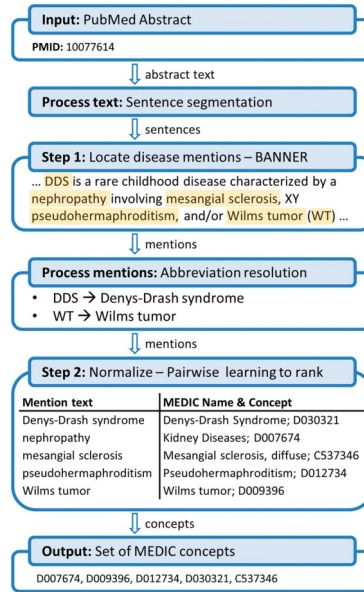 Input: PubMed Abstract
PMID: 10077614
abstract text
Process text: Sentence segmentation
sentences
Step 1: Locate disease mentions – BANNER
... DDS is a rare childhood disease characterized by a
nephropathy involving mesangial sclerosis, XY
pseudohermaphroditism, and/or Wilms tumor (WT) ...
mentions
Process mentions: Abbreviation resolution
• DDS → Denys-Drash syndrome
• WT → Wilms tumor
mentions
Step 2: Normalize – Pairwise learning to rank
Mention text MEDIC Name & Concept
Denys-Drash syndrome Denys-Drash Syndrome; D030321
nephropathy Kidney Diseases; D007674
mesangial sclerosis Mesangial sclerosis, diffuse; C537346
pseudohermaphroditism Pseudohermaphroditism; D012734
Wilms tumor Wilms tumor; D009396
concepts
Output: Set of MEDIC concepts
D007674, D009396, D012734, D030321, C537346